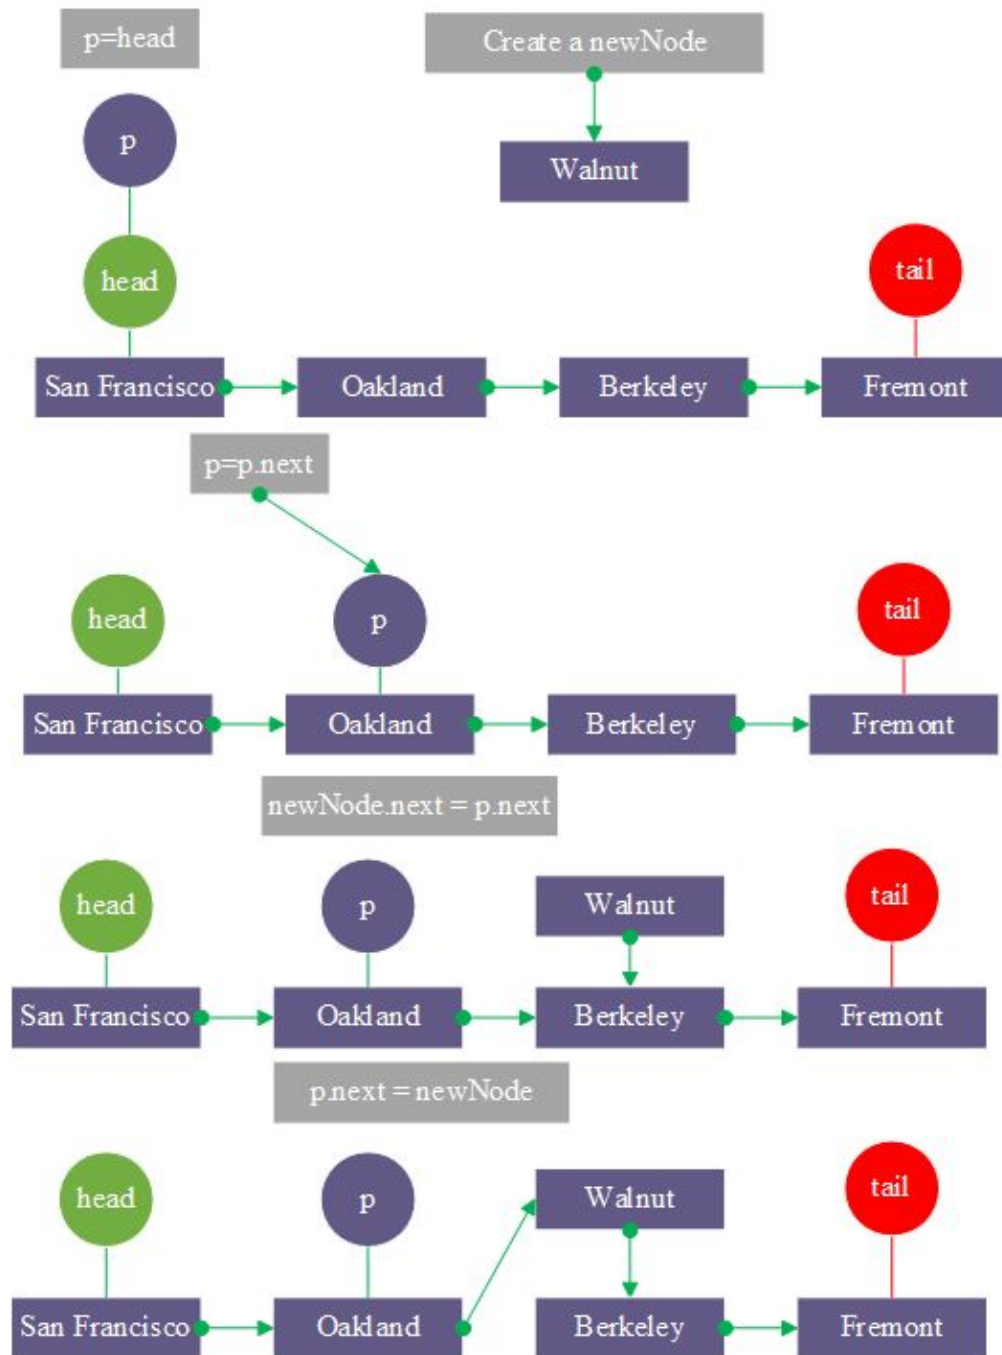 p=head
Create a newNode
p
Walnut
head
tail
San Francisco
Oakland
Berkeley
Fremont
p=p.next
head
p
tail
San Francisco
Oakland
Berkeley
Fremont
newNode.next = p.next
head
p
Walnut
tail
San Francisco
Oakland
Berkeley
Fremont
p.next = newNode
head
p
Walnut
tail
San Francisco
Oakland
Berkeley
Fremont